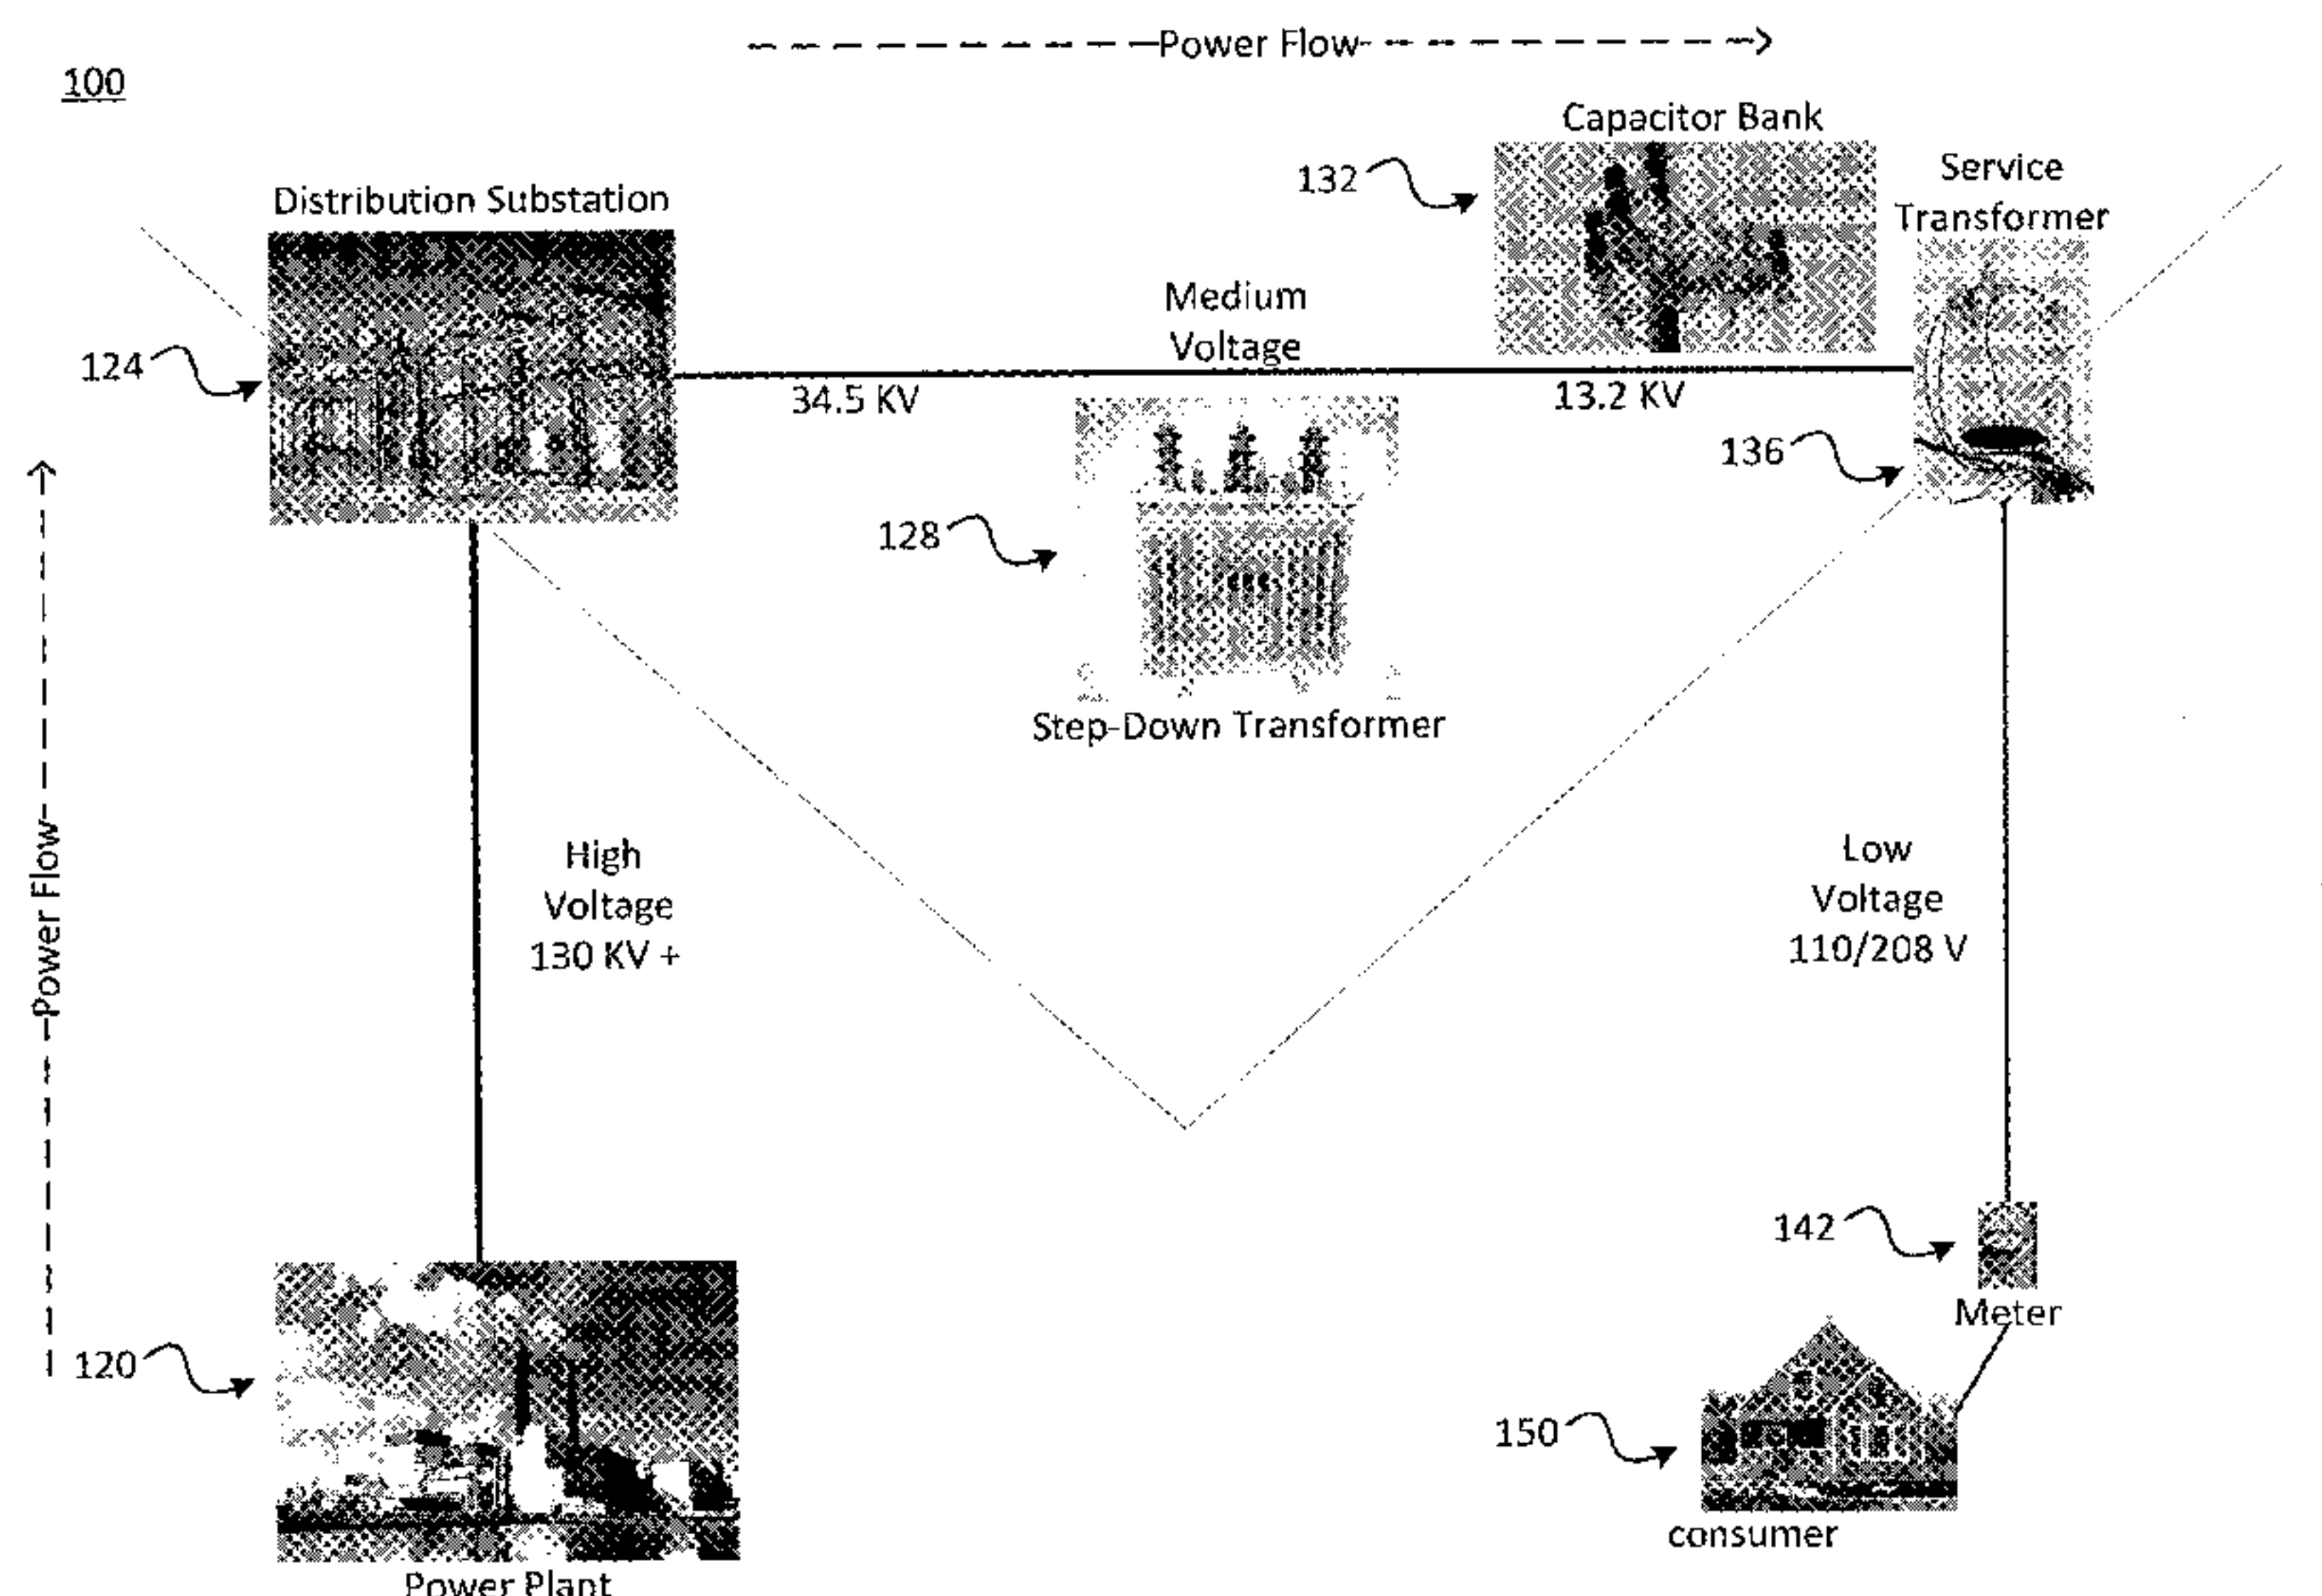 Power Flow
100
Capacitor Bank
132
Service
Transformer
Distribution Substation
Medium
Voltage
124
34.5 KV
13.2 KV
136
128
Step-Down Transformer
Power Flow
High
Voltage
130 KV +
Low
Voltage
110/208 V
142
Meter
120
150
consumer
Power Plant